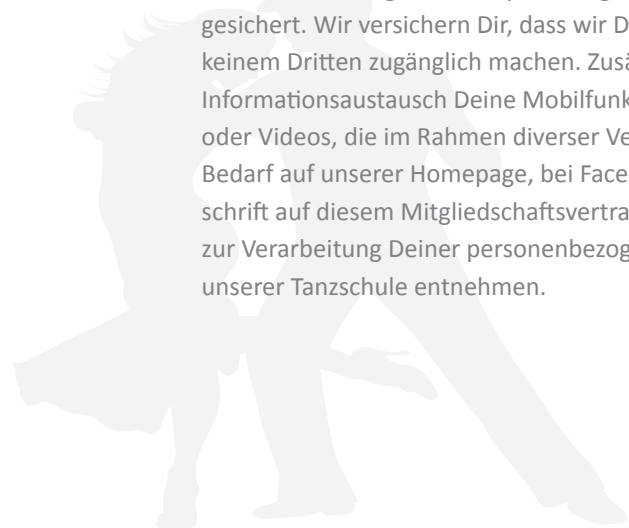 gesichert. Wir versichern Dir, dass wir D
keinem Dritten zugänglich machen. Zusä
Informationsaustausch Deine Mobilfunk
oder Videos, die im Rahmen diverser Ve
Bedarf auf unserer Homepage, bei Face
schrift auf diesem Mitgliedschaftsvertra
zur Verarbeitung Deiner personenbezog
unserer Tanzschule entnehmen.